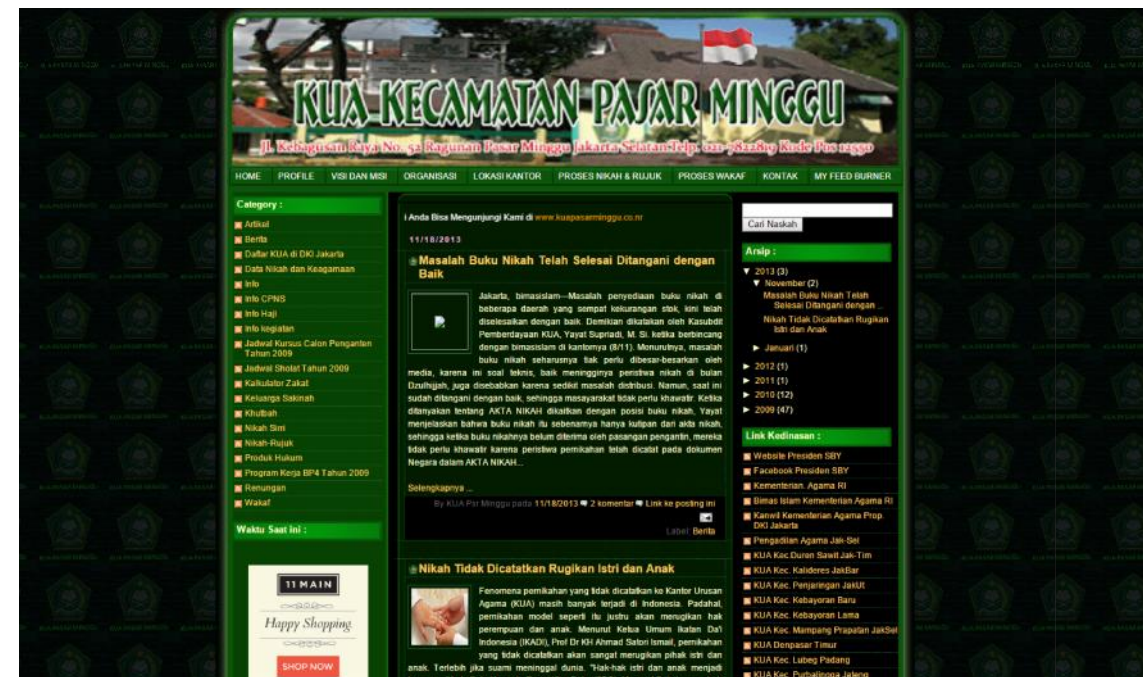 KUA KECAMATAN PASAR MINGGU
Jl. Kebagusan Raya No. 52 Ragunan Pasar Minggu Jakarta Selatan Telp. 021-7822819 Kode Pos 12550
HOME PROFILE VISI DAN MISI ORGANISASI LOKASI KANTOR PROSES NIKAH & RUJUK PROSES WAKAF KONTAK MY FEED BURNER
Category :
Artikel
Berita
Daftar KUA di DKI Jakarta
Data Nikah dan Keagamaan
Info
Info CPNS
Info Haji
Info kegiatan
Jadwal Kursus Calon Penganten
Tahun 2009
Jadwal Sholat Tahun 2009
Kalkulator Zakat
Keluarga Sakinah
Khutbah
Nikah Sirri
Nikah-Rujuk
Produk Hukum
Program Kerja BP4 Tahun 2009
Renungan
Wakaf
Waktu Saat ini :
11 MAIN
Happy Shopping
SHOP NOW
i Anda Bisa Mengunjungi Kami di www.kuapasarminggu.co.nr
11/18/2013
Masalah Buku Nikah Telah Selesai Ditangani dengan
Baik
Jakarta, bimasislam—Masalah penyediaan buku nikah di
beberapa daerah yang sempat kekurangan stok, kini telah
diselesaikan dengan baik. Demikian dikatakan oleh Kasubdit
Pemberdayaan KUA, Yayat Supriadi, M. Si. ketika berbincang
dengan bimasislam di kantornya (8/11). Menurutnya, masalah
buku nikah seharusnya tiak perlu dibesar-besarkan oleh
media, karena ini soal teknis, baik meningginya peristiwa nikah di bulan
Dzulhijjah, juga disebabkan karena sedikit masalah distribusi. Namun, saat ini
sudah ditangani dengan baik, sehingga masayarakat tidak perlu khawatir. Ketika
ditanyakan tentang AKTA NIKAH dikaitkan dengan posisi buku nikah, Yayat
menjelaskan bahwa buku nikah itu sebenarnya hanya kutipan dari akta nikah,
sehingga ketika buku nikahnya belum diterima oleh pasangan pengantin, mereka
tidak perlu khawatir karena peristiwa pernikahan telah dicatat pada dokumen
Negara dalam AKTA NIKAH...
Selengkapnya ...
By KUA Psr Minggu pada 11/18/2013 2 komentar Link ke posting ini
Label: Berita
Nikah Tidak Dicatatkan Rugikan Istri dan Anak
Fenomena pernikahan yang tidak dicatatkan ke Kantor Urusan
Agama (KUA) masih banyak terjadi di Indonesia. Padahal,
pernikahan model seperti itu justru akan merugikan hak
perempuan dan anak. Menurut Ketua Umum Ikatan Da'i
Indonesia (IKADI), Prof Dr KH Ahmad Satori Ismail, pernikahan
yang tidak dicatatkan akan sangat merugikan pihak istri dan
anak. Terlebih jika suami meninggal dunia. "Hak-hak istri dan anak menjadi
Cari Naskah
Arsip :
▼ 2013 (3)
▼ November (2)
Masalah Buku Nikah Telah
Selesai Ditangani dengan ...
Nikah Tidak Dicatatkan Rugikan
Istri dan Anak
► Januari (1)
► 2012 (1)
► 2011 (1)
► 2010 (12)
► 2009 (47)
Link Kedinasan :
Website Presiden SBY
Facebook Presiden SBY
Kementerian. Agama RI
Bimas Islam Kementerian Agama RI
Kanwil Kementerian Agama Prop.
DKI Jakarta
Pengadilan Agama Jak-Sel
KUA Kec.Duren Sawit Jak-Tim
KUA Kec. Kalideres JakBar
KUA Kec. Penjaringan JakUt
KUA Kec. Kebayoran Baru
KUA Kec. Kebayoran Lama
KUA Kec. Mampang Prapatan JakSel
KUA Denpasar Timur
KUA Kec. Lubeg Padang
KUA Kec. Purbalingga Jateng